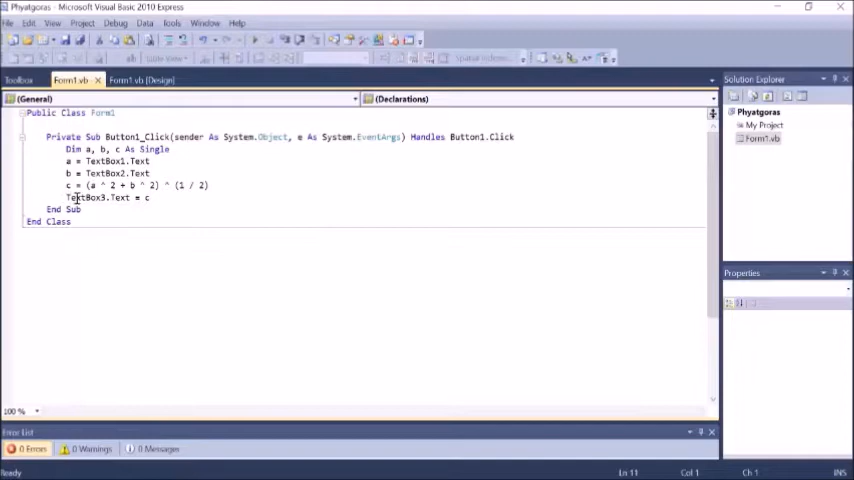 Phyatgoras - Microsoft Visual Basic 2010 Express
File Edit View Project Debug Data Tools Window Help
Toolbox Form1.vb Form1.vb [Design] Solution Explorer
(General) (Declarations)
Phyatgoras
My Project
Form1.vb
Public Class Form1
Private Sub Button1_Click(sender As System.Object, e As System.EventArgs) Handles Button1.Click
Dim a, b, c As Single
a = TextBox1.Text
b = TextBox2.Text
c = (a ^ 2 + b ^ 2) ^ (1 / 2)
TextBox3.Text = c
End Sub
End Class
Properties
100 %
Error List
0 Errors 0 Warnings 0 Messages
Ready Ln 11 Col 1 Ch 1 INS